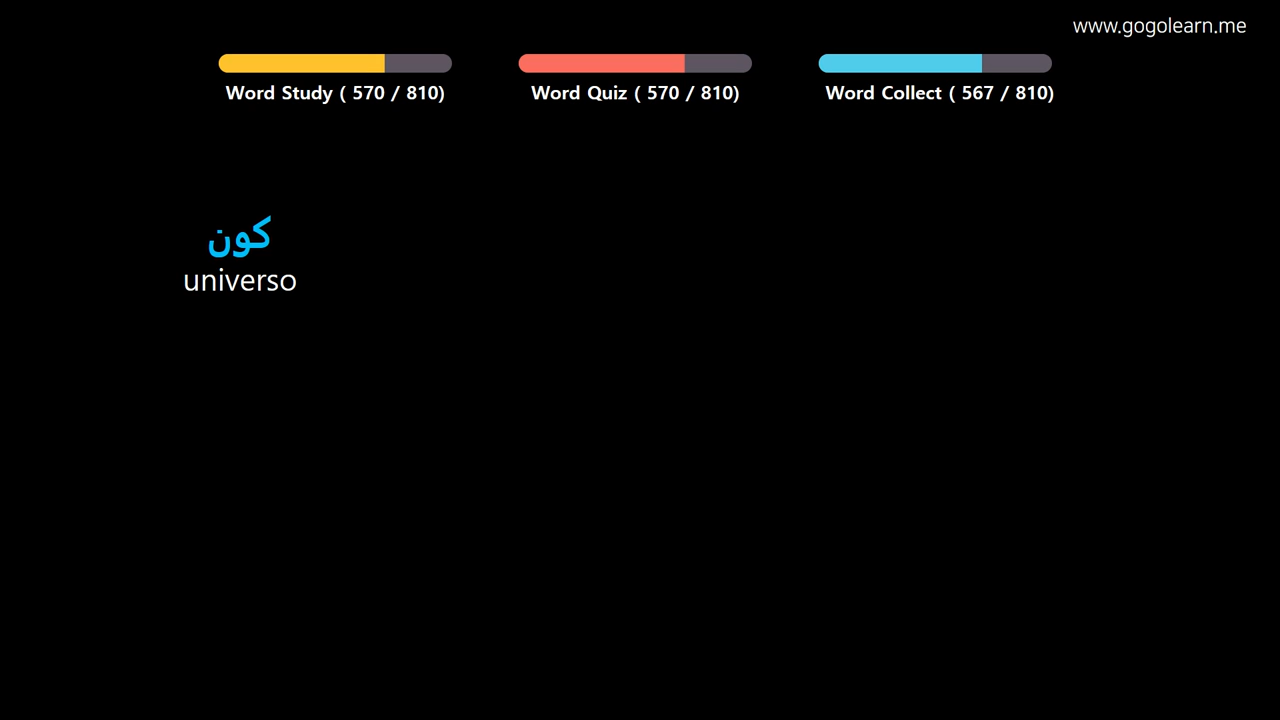 www.gogolearn.me
Word Study ( 570 / 810)
Word Quiz ( 570 / 810)
Word Collect ( 567 / 810)
كون
universo